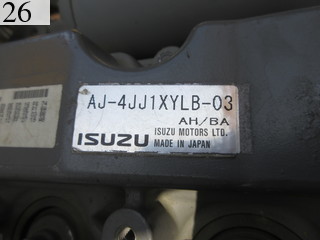 26
AJ-4JJ1XYLB-03
AH/BA
ISUZU
ISUZU MOTORS LTD.
MADE IN JAPAN